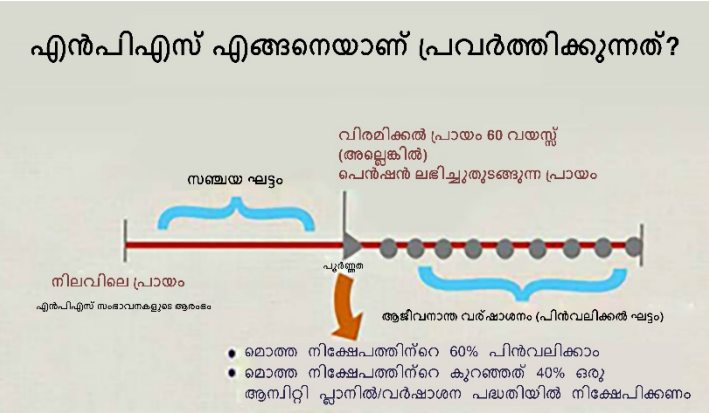 എൻപിഎസ് എങ്ങനെയാണ് പ്രവർത്തിക്കുന്നത്?
വിരമിക്കൽ പ്രായം 60 വയസ്സ്
(അല്ലെങ്കിൽ)
പെൻഷൻ ലഭിച്ചുതുടങ്ങുന്ന പ്രായം
സഞ്ചയ ഘട്ടം
പൂർണ്ണത
നിലവിലെ പ്രായം
എൻപിഎസ് സംഭാവനകളുടെ ആരംഭം
ആജീവനാന്ത വർഷാശനം (പിൻവലിക്കൽ ഘട്ടം)
• മൊത്ത നിക്ഷേപത്തിൻറെ 60% പിൻവലിക്കാം
• മൊത്ത നിക്ഷേപത്തിൻറെ കുറഞ്ഞത് 40% ഒരു
ആന്വിറ്റി പ്ലാനിൽ/വർഷാശന പദ്ധതിയിൽ നിക്ഷേപിക്കണം